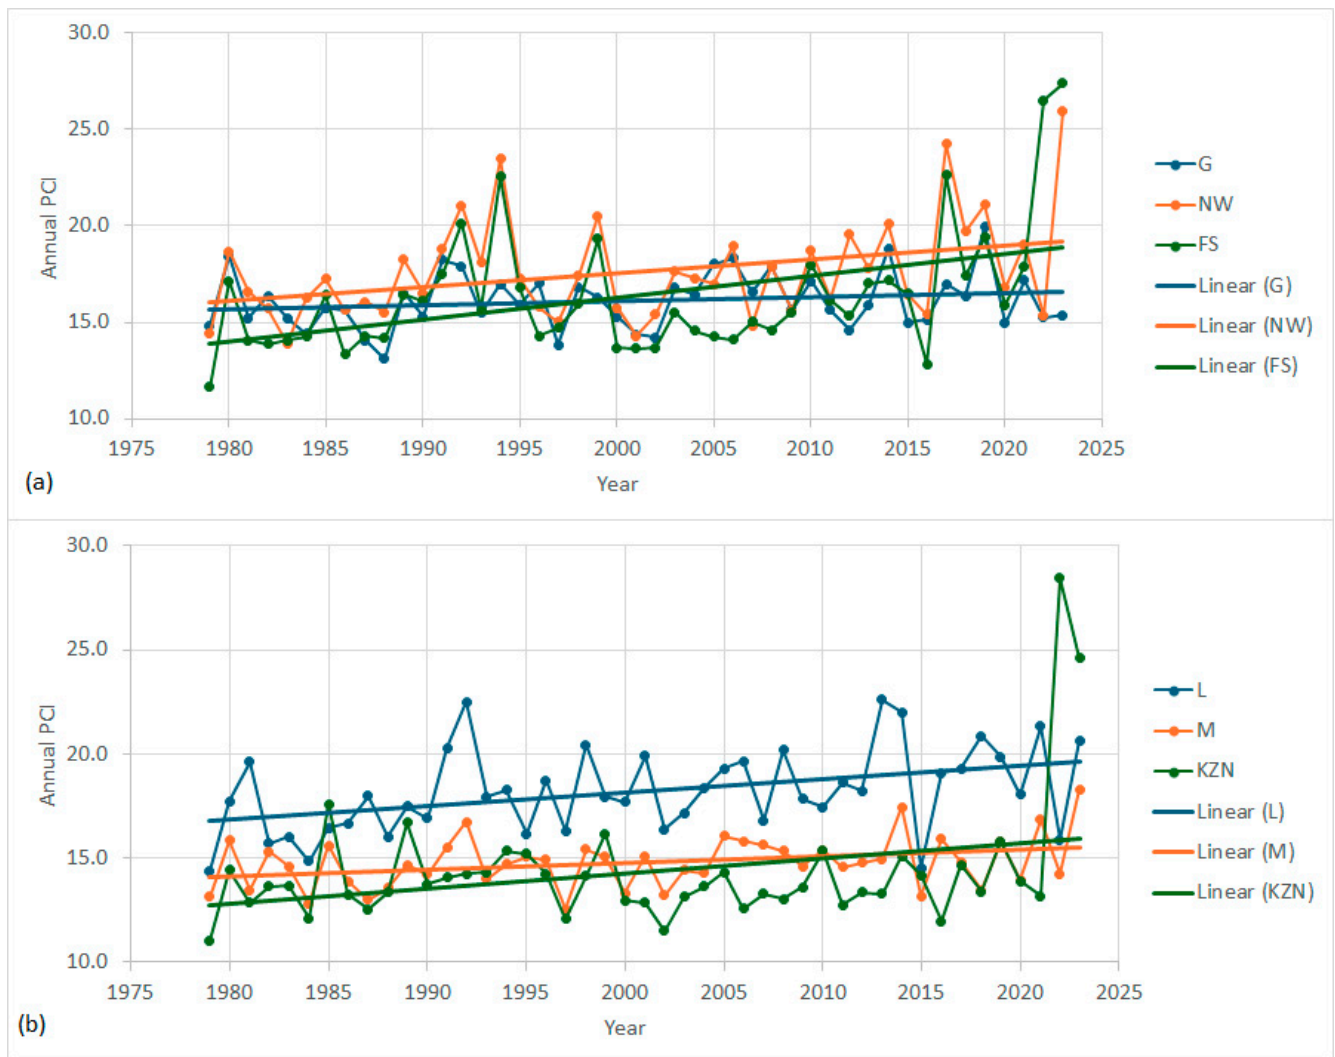 30.0
25.0
20.0
15.0
10.0
Annual PCI
1975 1980 1985 1990 1995 2000 2005 2010 2015 2020 2025
Year
(a)
G
NW
FS
Linear (G)
Linear (NW)
Linear (FS)
30.0
25.0
20.0
15.0
10.0
Annual PCI
1975 1980 1985 1990 1995 2000 2005 2010 2015 2020 2025
Year
(b)
L
M
KZN
Linear (L)
Linear (M)
Linear (KZN)